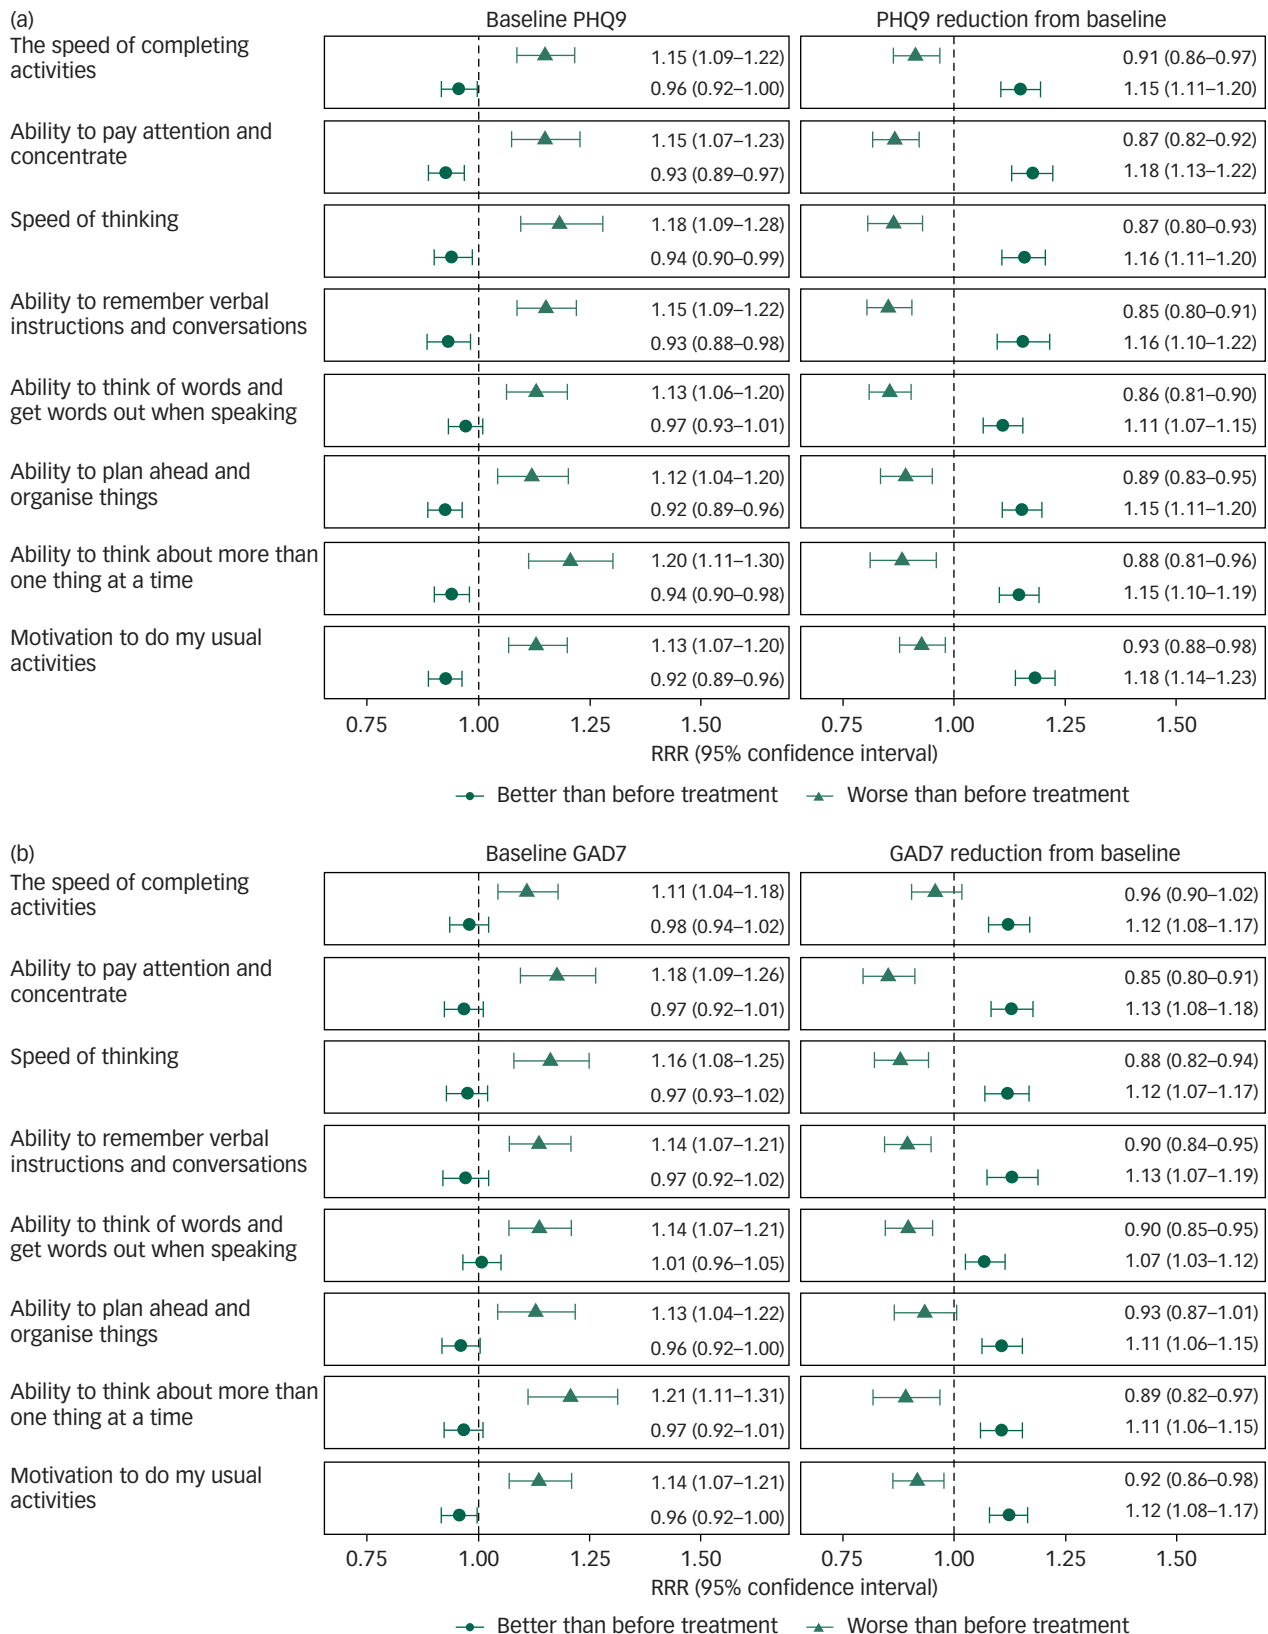 (a)
Baseline PHQ9
PHQ9 reduction from baseline
The speed of completing
activities
1.15 (1.09–1.22)
0.96 (0.92–1.00)
0.91 (0.86–0.97)
1.15 (1.11–1.20)
Ability to pay attention and
concentrate
1.15 (1.07–1.23)
0.93 (0.89–0.97)
0.87 (0.82–0.92)
1.18 (1.13–1.22)
Speed of thinking
1.18 (1.09–1.28)
0.94 (0.90–0.99)
0.87 (0.80–0.93)
1.16 (1.11–1.20)
Ability to remember verbal
instructions and conversations
1.15 (1.09–1.22)
0.93 (0.88–0.98)
0.85 (0.80–0.91)
1.16 (1.10–1.22)
Ability to think of words and
get words out when speaking
1.13 (1.06–1.20)
0.97 (0.93–1.01)
0.86 (0.81–0.90)
1.11 (1.07–1.15)
Ability to plan ahead and
organise things
1.12 (1.04–1.20)
0.92 (0.89–0.96)
0.89 (0.83–0.95)
1.15 (1.11–1.20)
Ability to think about more than
one thing at a time
1.20 (1.11–1.30)
0.94 (0.90–0.98)
0.88 (0.81–0.96)
1.15 (1.10–1.19)
Motivation to do my usual
activities
1.13 (1.07–1.20)
0.92 (0.89–0.96)
0.93 (0.88–0.98)
1.18 (1.14–1.23)
0.75 1.00 1.25 1.50
0.75 1.00 1.25 1.50
RRR (95% confidence interval)
Better than before treatment
Worse than before treatment
(b)
Baseline GAD7
GAD7 reduction from baseline
The speed of completing
activities
1.11 (1.04–1.18)
0.98 (0.94–1.02)
0.96 (0.90–1.02)
1.12 (1.08–1.17)
Ability to pay attention and
concentrate
1.18 (1.09–1.26)
0.97 (0.92–1.01)
0.85 (0.80–0.91)
1.13 (1.08–1.18)
Speed of thinking
1.16 (1.08–1.25)
0.97 (0.93–1.02)
0.88 (0.82–0.94)
1.12 (1.07–1.17)
Ability to remember verbal
instructions and conversations
1.14 (1.07–1.21)
0.97 (0.92–1.02)
0.90 (0.84–0.95)
1.13 (1.07–1.19)
Ability to think of words and
get words out when speaking
1.14 (1.07–1.21)
1.01 (0.96–1.05)
0.90 (0.85–0.95)
1.07 (1.03–1.12)
Ability to plan ahead and
organise things
1.13 (1.04–1.22)
0.96 (0.92–1.00)
0.93 (0.87–1.01)
1.11 (1.06–1.15)
Ability to think about more than
one thing at a time
1.21 (1.11–1.31)
0.97 (0.92–1.01)
0.89 (0.82–0.97)
1.11 (1.06–1.15)
Motivation to do my usual
activities
1.14 (1.07–1.21)
0.96 (0.92–1.00)
0.92 (0.86–0.98)
1.12 (1.08–1.17)
0.75 1.00 1.25 1.50
0.75 1.00 1.25 1.50
RRR (95% confidence interval)
Better than before treatment
Worse than before treatment